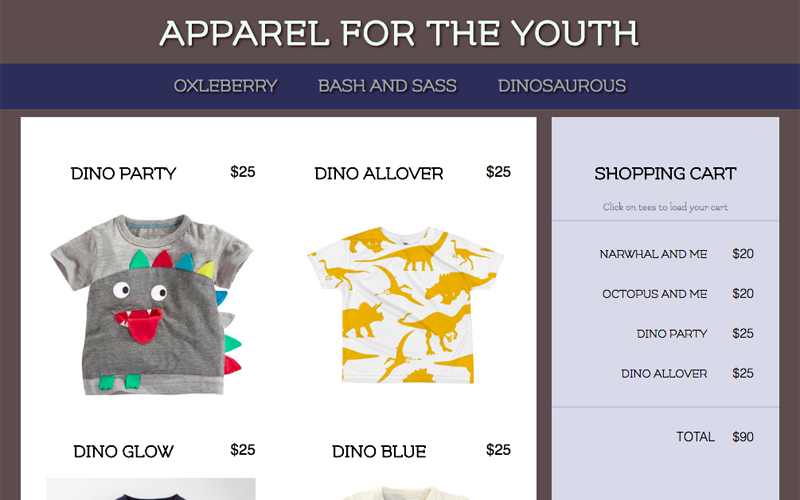 APPAREL FOR THE YOUTH
OXLEBERRY BASH AND SASS DINOSAUROUS
DINO PARTY $25
DINO ALLOVER $25
DINO GLOW $25
DINO BLUE $25
SHOPPING CART
Click on tees to load your cart
NARWHAL AND ME $20
OCTOPUS AND ME $20
DINO PARTY $25
DINO ALLOVER $25
TOTAL $90